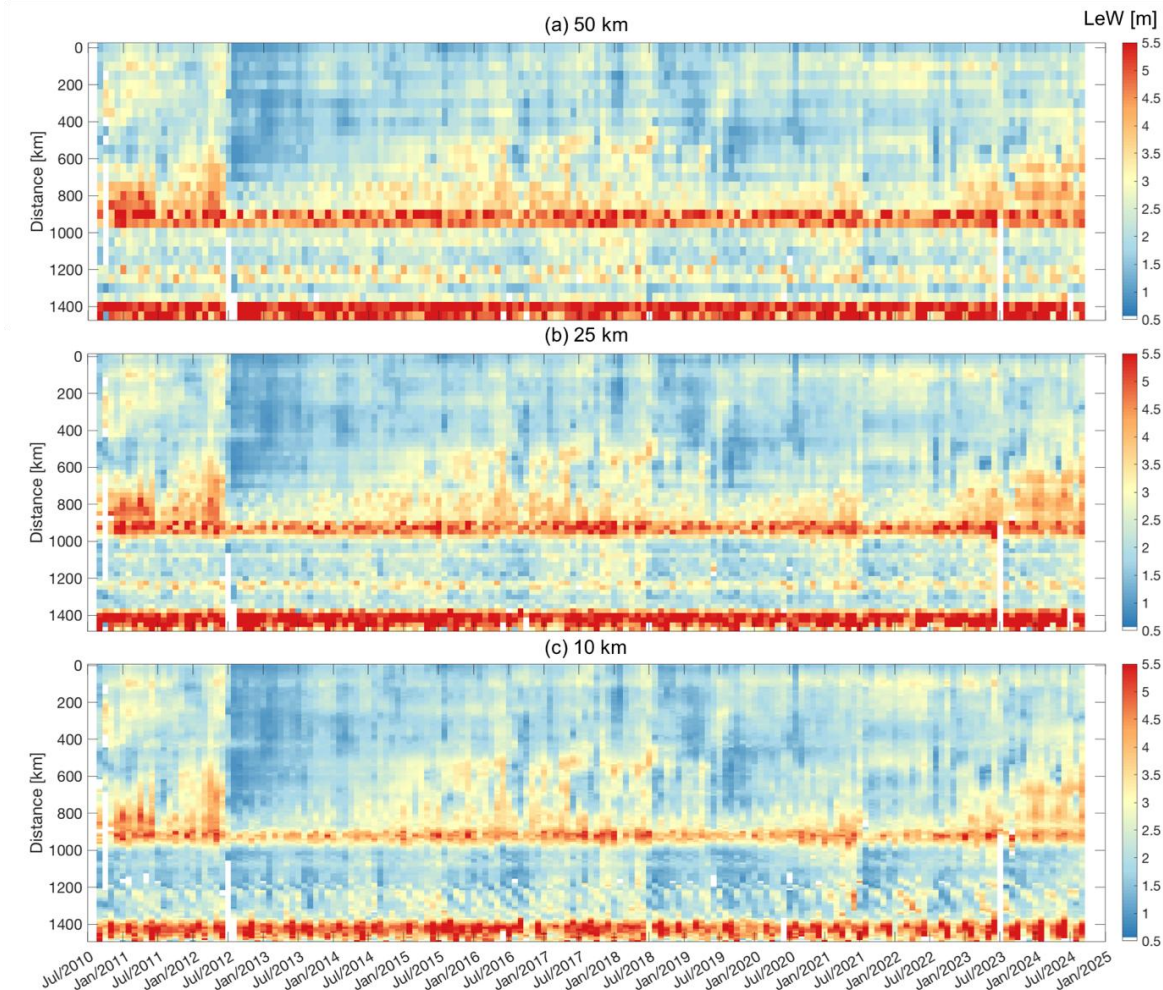 (a) 50 km
LeW [m]
0
200
400
600
800
1000
1200
1400
Distance [km]
5.5
5
4.5
4
3.5
3
2.5
2
1.5
1
0.5
(b) 25 km
0
200
400
600
800
1000
1200
1400
Distance [km]
5.5
5
4.5
4
3.5
3
2.5
2
1.5
1
0.5
(c) 10 km
0
200
400
600
800
1000
1200
1400
Distance [km]
5.5
5
4.5
4
3.5
3
2.5
2
1.5
1
0.5
Jul/2010
Jan/2011
Jul/2011
Jan/2012
Jul/2012
Jan/2013
Jul/2013
Jan/2014
Jul/2014
Jan/2015
Jul/2015
Jan/2016
Jul/2016
Jan/2017
Jul/2017
Jan/2018
Jul/2018
Jan/2019
Jul/2019
Jan/2020
Jul/2020
Jan/2021
Jul/2021
Jan/2022
Jul/2022
Jan/2023
Jul/2023
Jan/2024
Jul/2024
Jan/2025